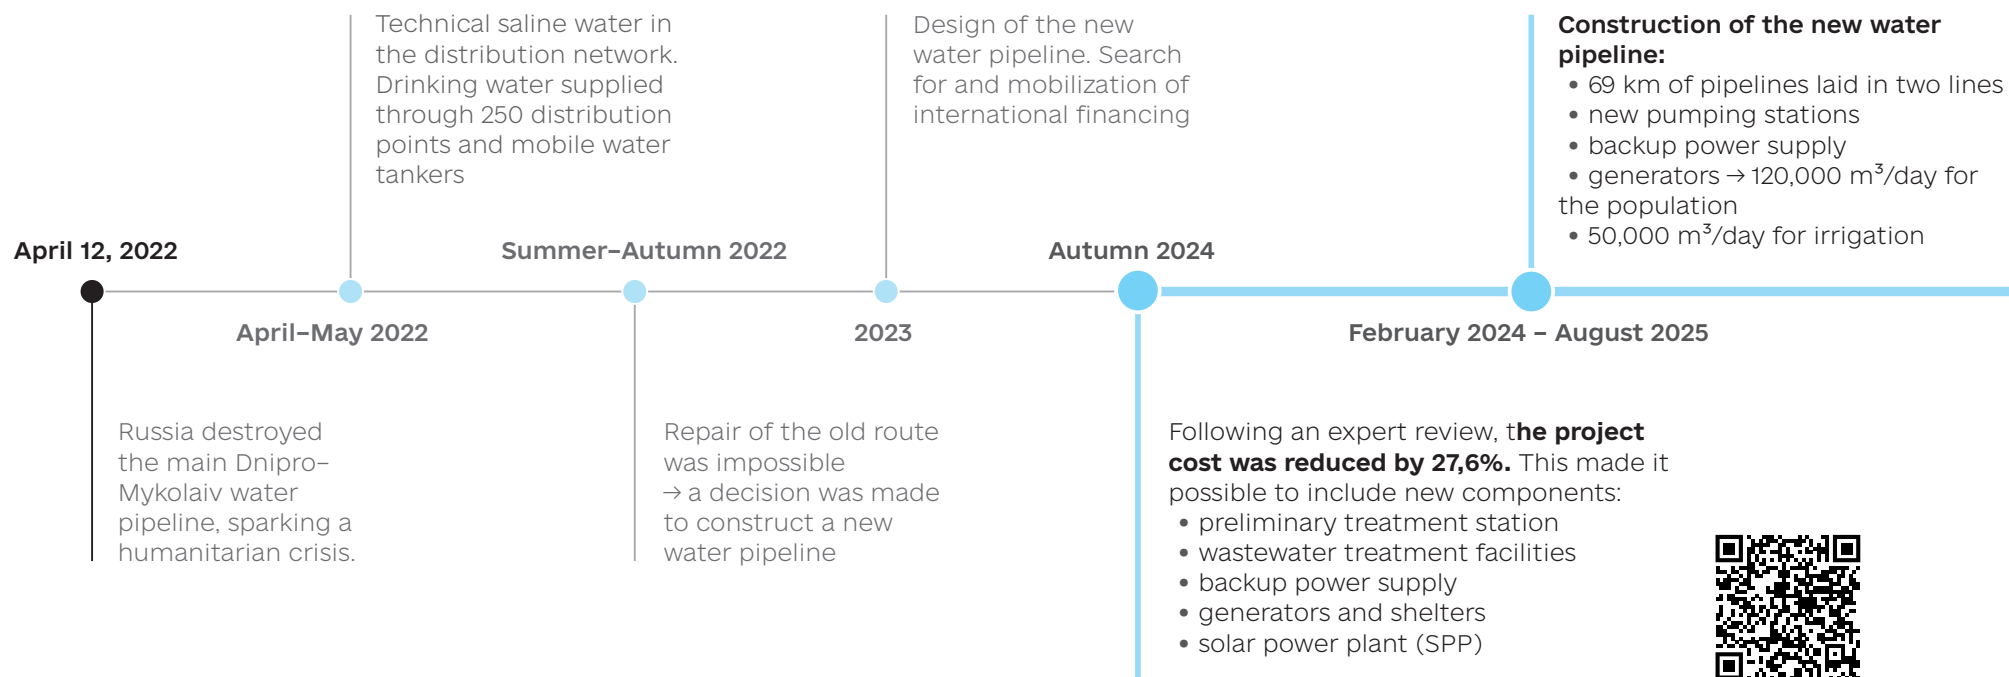 April 12, 2022
Russia destroyed
the main Dnipro–
Mykolaiv water
pipeline, sparking a
humanitarian crisis.
April–May 2022
Technical saline water in
the distribution network.
Drinking water supplied
through 250 distribution
points and mobile water
tankers
Summer–Autumn 2022
Repair of the old route
was impossible
→ a decision was made
to construct a new
water pipeline
2023
Design of the new
water pipeline. Search
for and mobilization of
international financing
Autumn 2024
Following an expert review, the project
cost was reduced by 27,6%. This made it
possible to include new components:
• preliminary treatment station
• wastewater treatment facilities
• backup power supply
• generators and shelters
• solar power plant (SPP)
February 2024 – August 2025
Construction of the new water
pipeline:
• 69 km of pipelines laid in two lines
• new pumping stations
• backup power supply
• generators → 120,000 m³/day for
the population
• 50,000 m³/day for irrigation